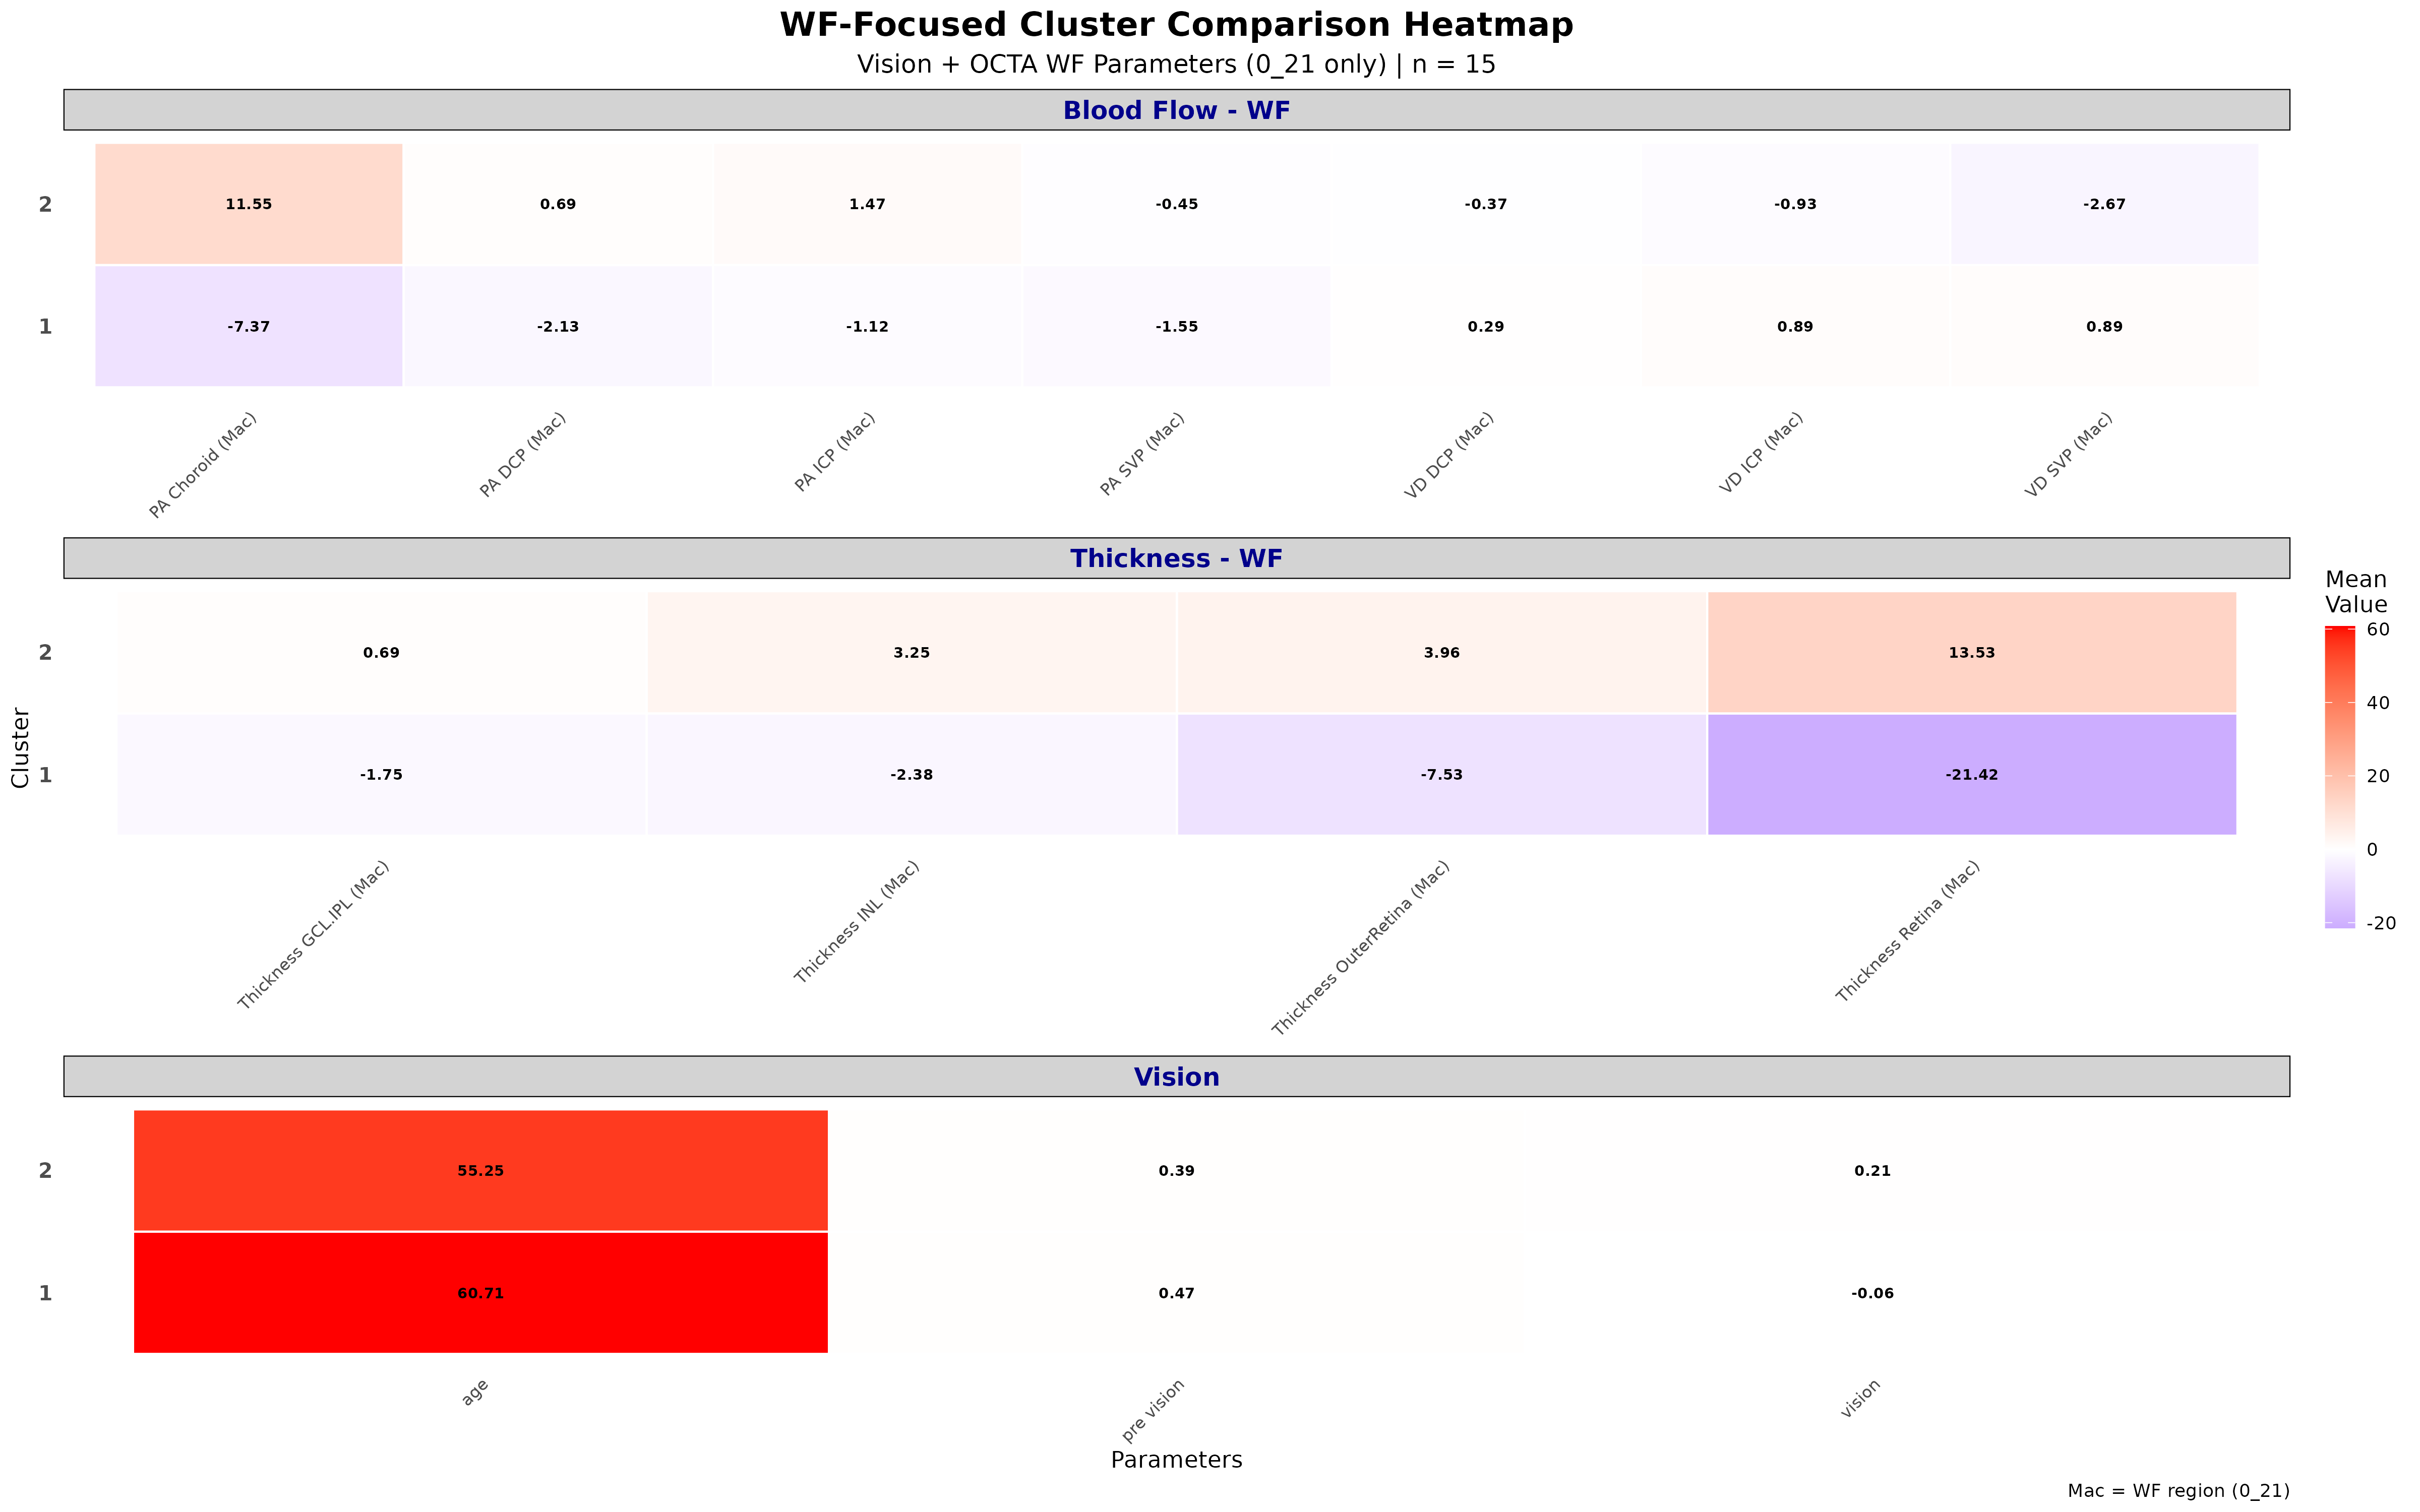 WF-Focused Cluster Comparison Heatmap
Vision + OCTA WF Parameters (0_21 only) | n = 15
Blood Flow - WF
2
11.55
0.69
1.47
-0.45
-0.37
-0.93
-2.67
1
-7.37
-2.13
-1.12
-1.55
0.29
0.89
0.89
PA Choroid (Mac)
PA DCP (Mac)
PA ICP (Mac)
PA SVP (Mac)
VD DCP (Mac)
VD ICP (Mac)
VD SVP (Mac)
Thickness - WF
Cluster
2
0.69
3.25
3.96
13.53
1
-1.75
-2.38
-7.53
-21.42
Thickness GCL.IPL (Mac)
Thickness INL (Mac)
Thickness OuterRetina (Mac)
Thickness Retina (Mac)
Mean
Value
60
40
20
0
-20
Vision
2
55.25
0.39
0.21
1
60.71
0.47
-0.06
age
pre vision
vision
Parameters
Mac = WF region (0_21)